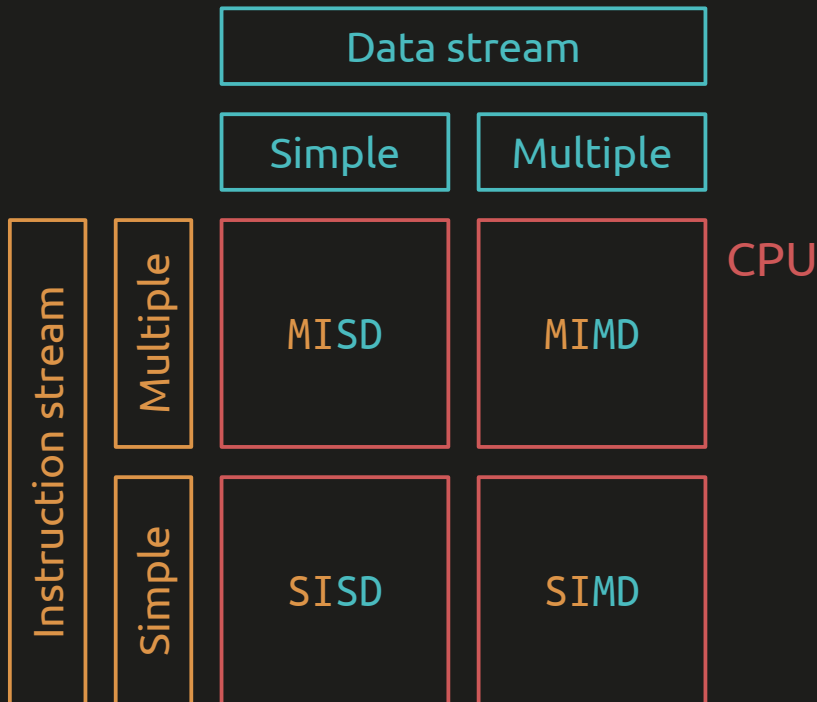 Data stream
Simple
Multiple
CPU
Instruction stream
Multiple
MISD
MIMD
Simple
SISD
SIMD